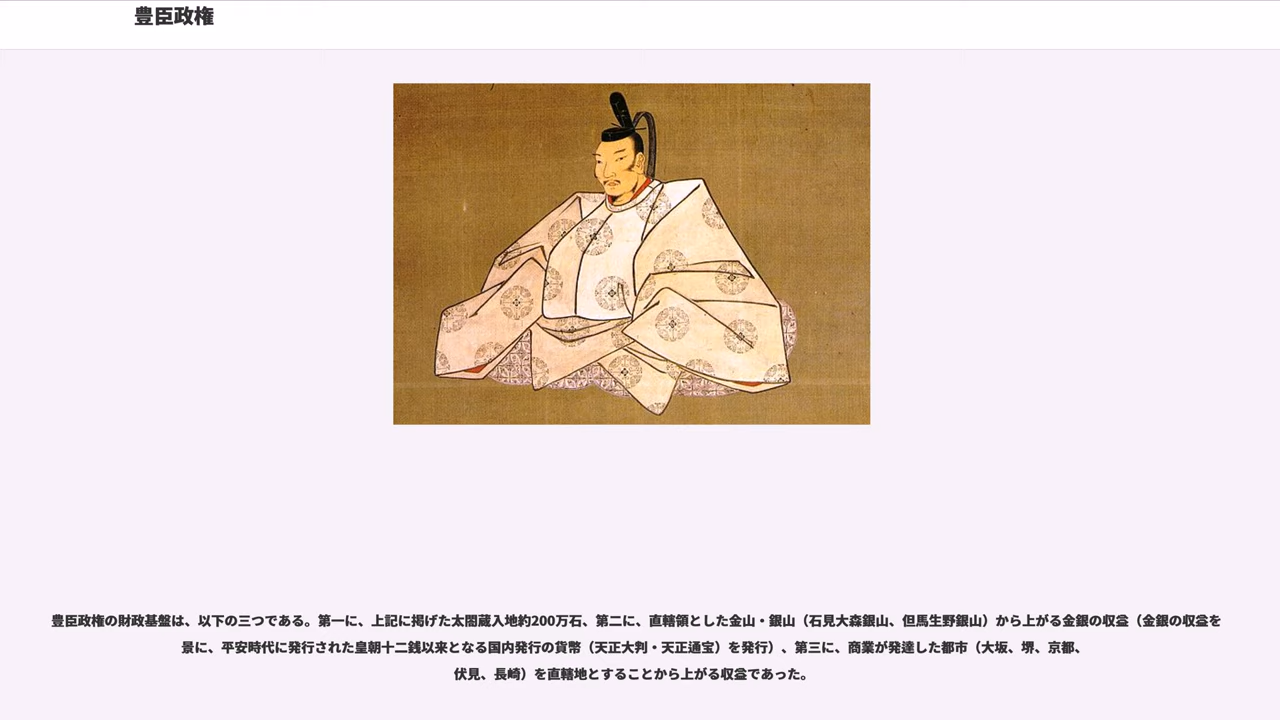 豊臣政権
豊臣政権の財政基盤は、以下の三つである。第一に、上記に掲げた太閤蔵入地約200万石、第二に、直轄領とした金山・銀山（石見大森銀山、但馬生野銀山）から上がる金銀の収益（金銀の収益を
景に、平安時代に発行された皇朝十二銭以来となる国内発行の貨幣（天正大判・天正通宝）を発行）、第三に、商業が発達した都市（大坂、堺、京都、
伏見、長崎）を直轄地とすることから上がる収益であった。